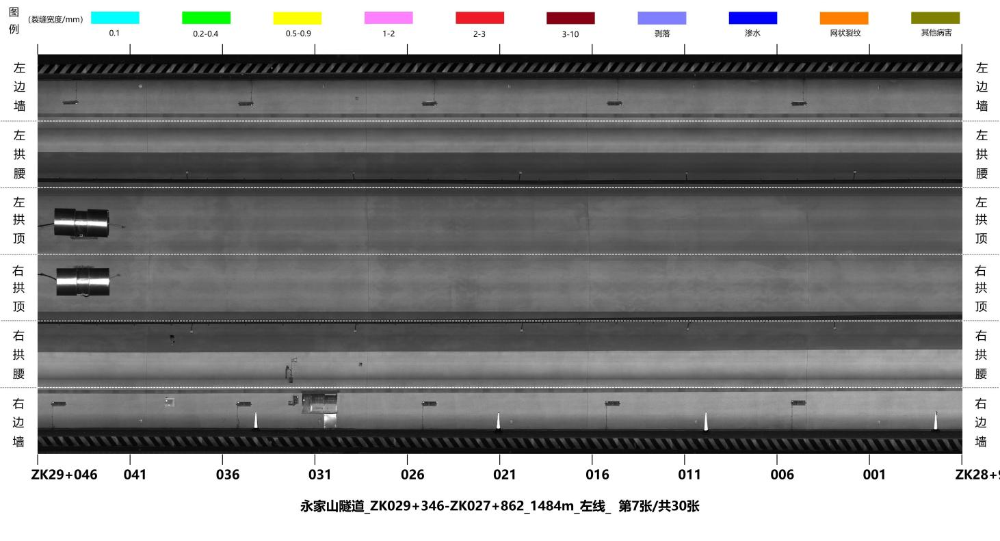 图例
(裂缝宽度/mm)
0.1
0.2-0.4
0.5-0.9
1-2
2-3
3-10
剥落
渗水
网状裂纹
其他病害
左边墙
左边墙
左拱腰
左拱腰
左拱顶
左拱顶
右拱顶
右拱顶
右拱腰
右拱腰
右边墙
右边墙
ZK29+046 041 036 031 026 021 016 011 006 001 ZK28+9
永家山隧道_ZK029+346-ZK027+862_1484m_左线_ 第7张/共30张